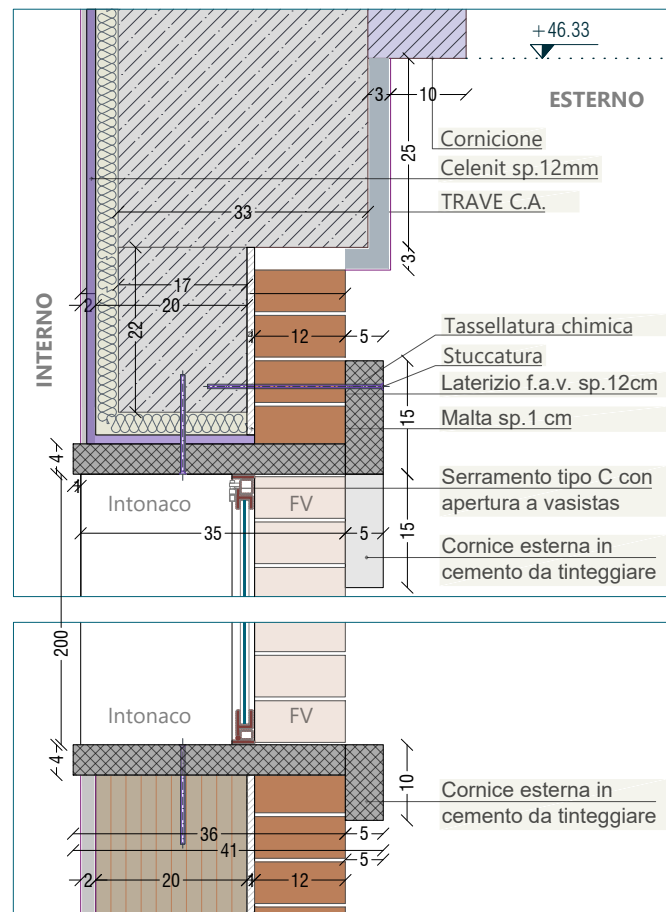 +46.33
3
10
ESTERNO
25
Cornicione
Celenit sp.12mm
TRAVE C.A.
33
3
INTERNO
17
2
20
22
12
5
Tassellatura chimica
Stuccatura
Laterizio f.a.v. sp.12cm
15
Malta sp.1 cm
4
1
Intonaco
FV
Serramento tipo C con
apertura a vasistas
35
5
15
Cornice esterna in
cemento da tinteggiare
200
Intonaco
FV
4
10
Cornice esterna in
cemento da tinteggiare
36
5
41
5
2
20
1
12